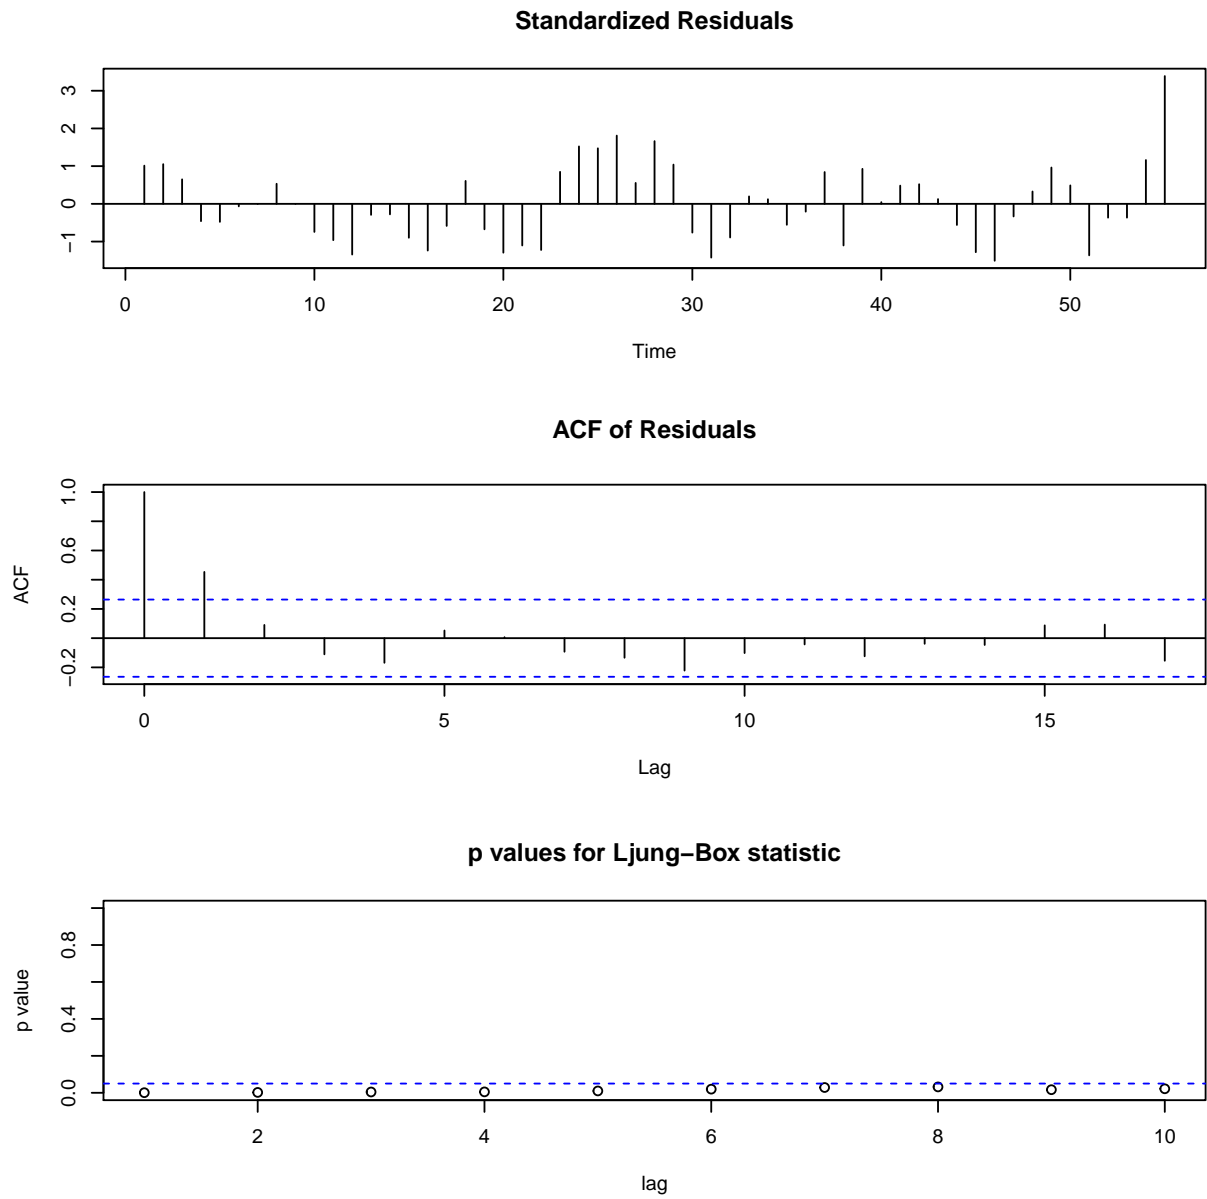 Standardized Residuals
3
2
1
0
−1
0 10 20 30 40 50
Time
ACF of Residuals
1.0
0.6
0.2
−0.2
ACF
0 5 10 15
Lag
p values for Ljung−Box statistic
0.8
0.4
0.0
p value
2 4 6 8 10
lag